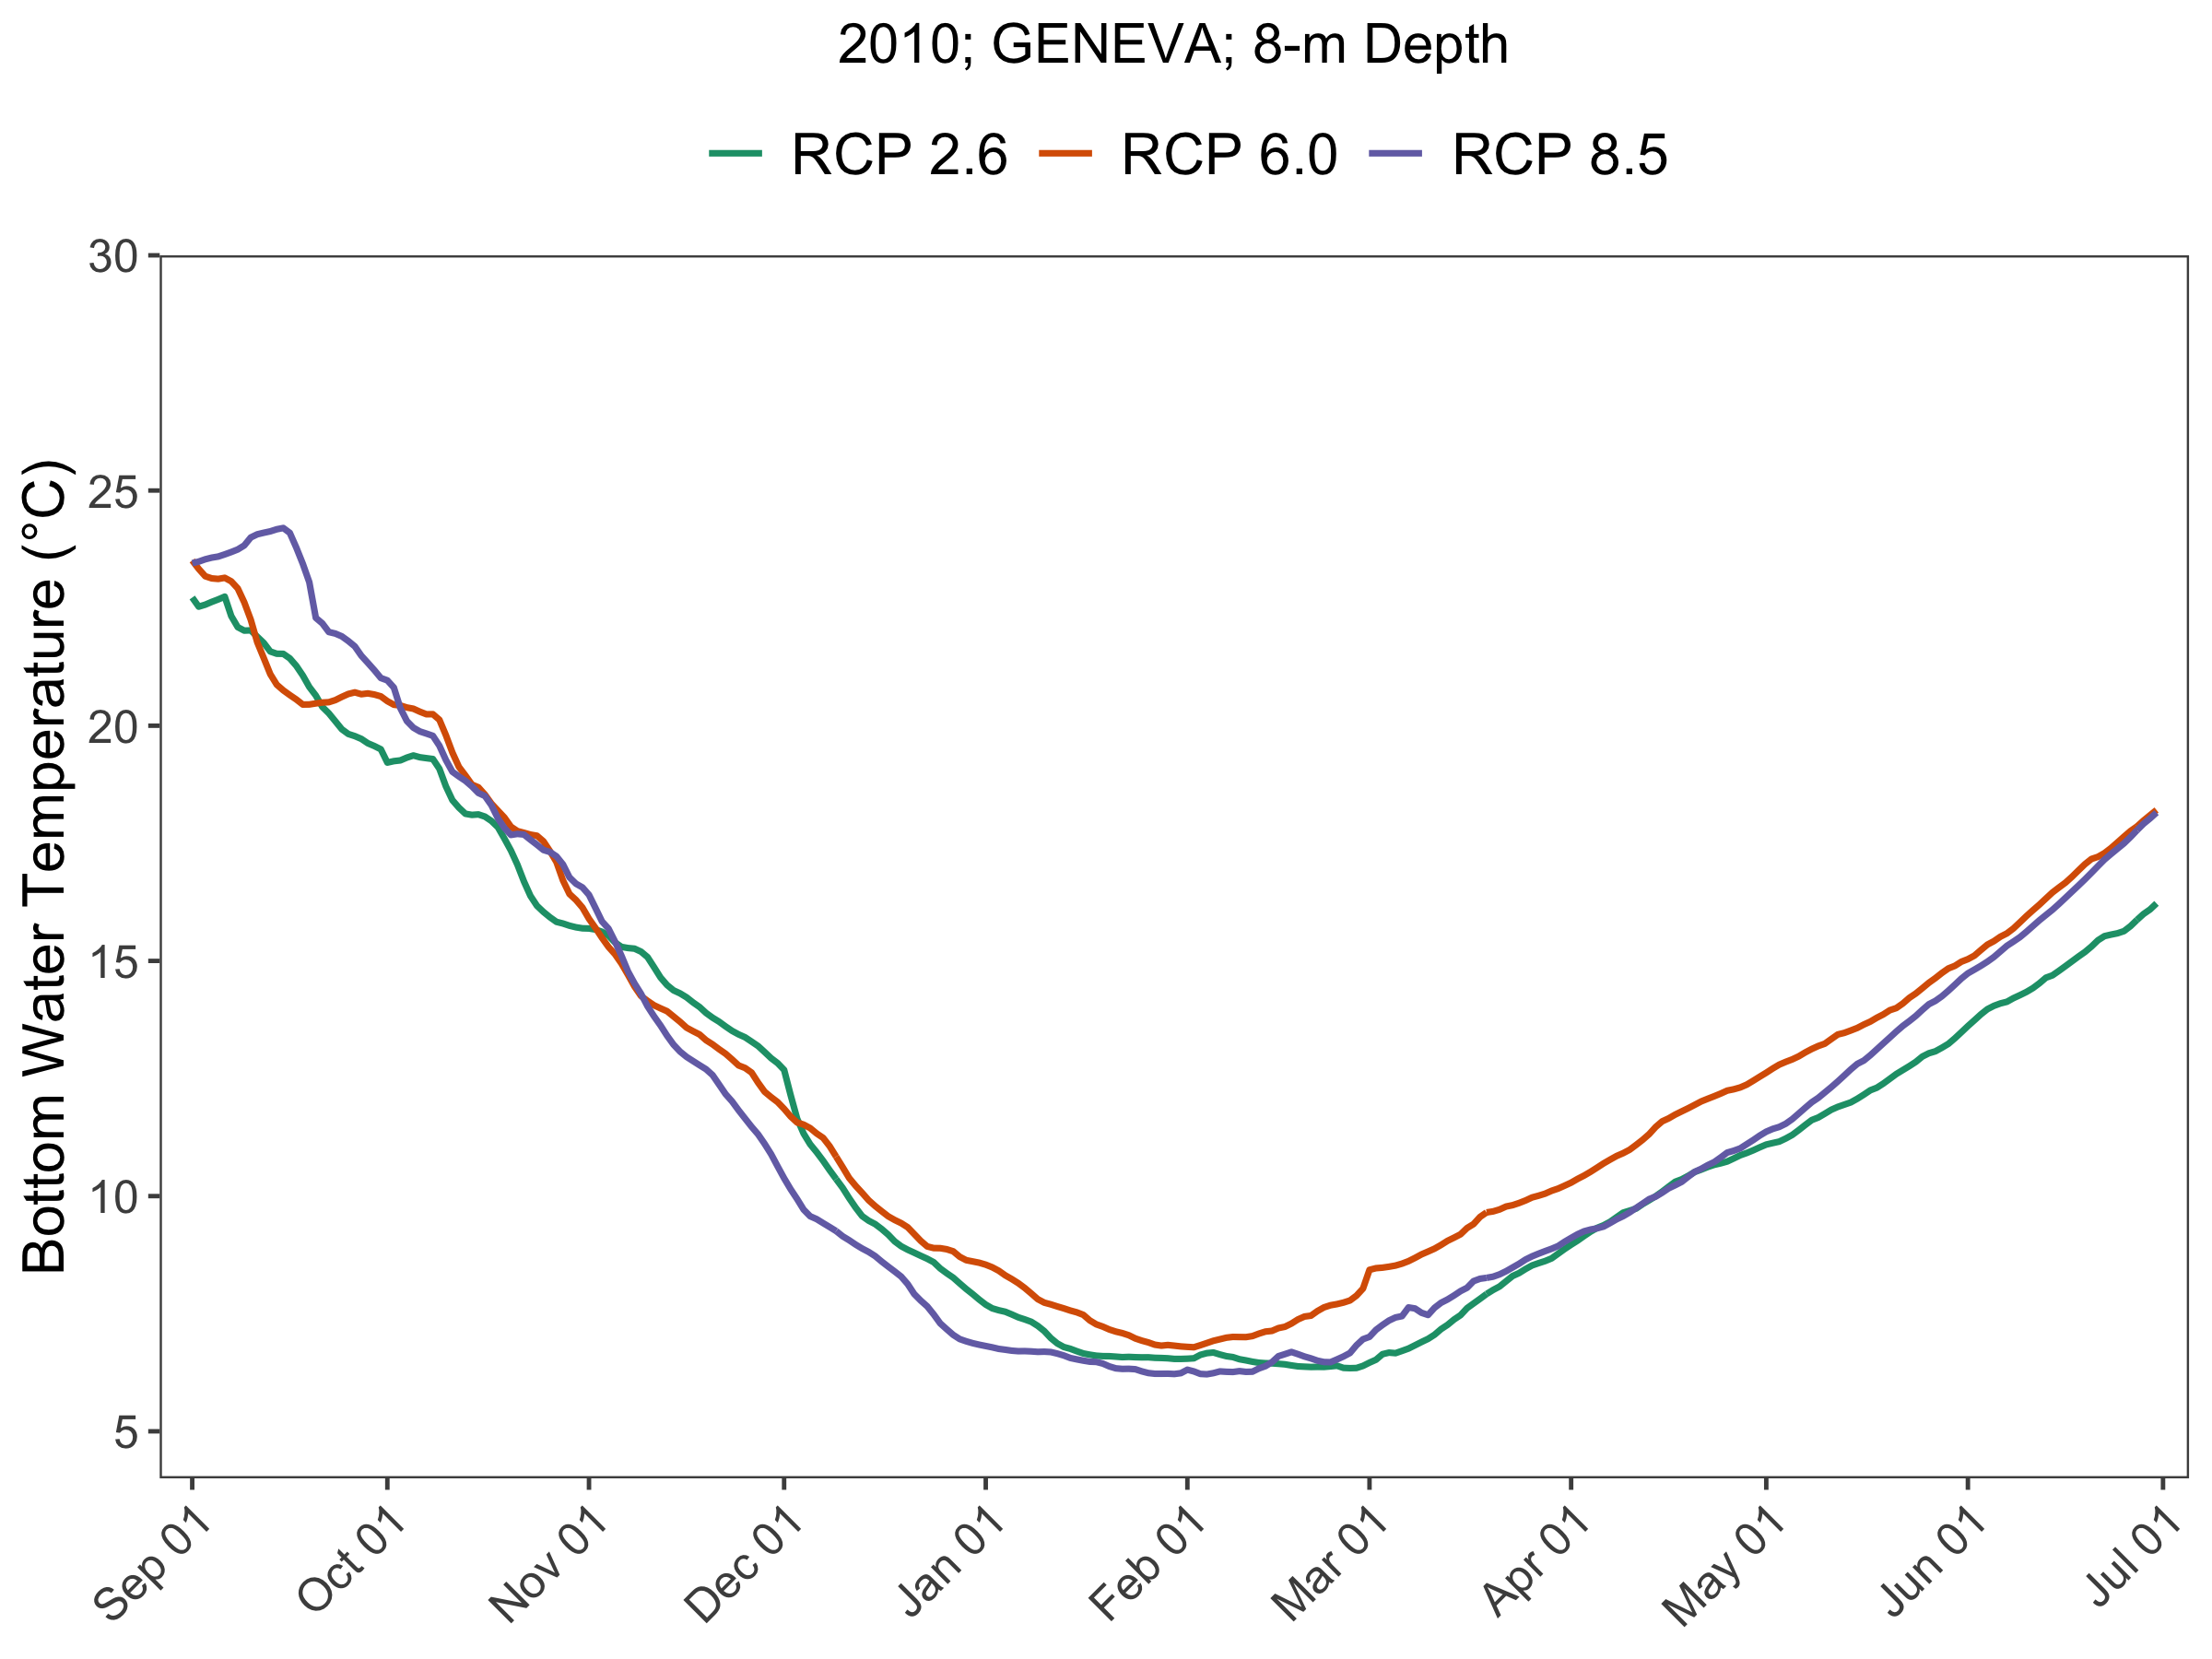 2010; GENEVA; 8-m Depth
RCP 2.6 RCP 6.0 RCP 8.5
Bottom Water Temperature (°C)
30
25
20
15
10
5
Sep 01 Oct 01 Nov 01 Dec 01 Jan 01 Feb 01 Mar 01 Apr 01 May 01 Jun 01 Jul 01